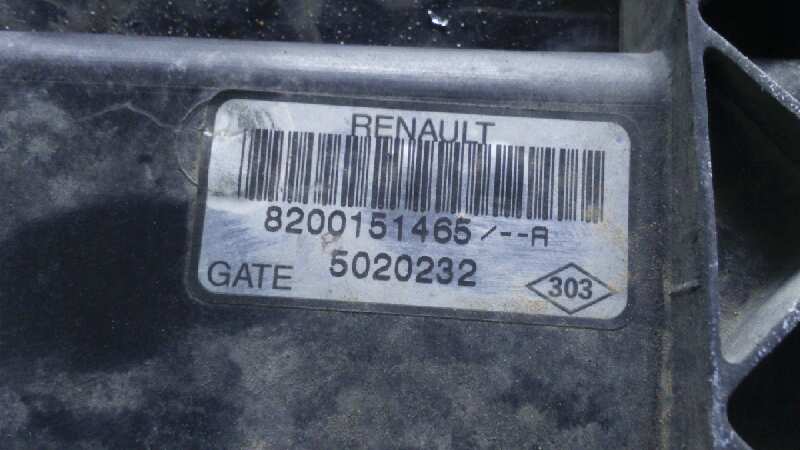 RENAULT
8200151465/--A
5020232
GATE
303